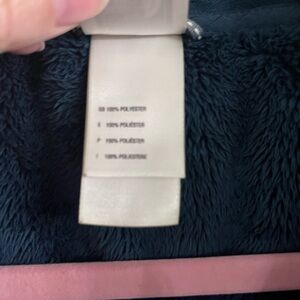 GB 100% POLYESTER
E 100% POLIÉSTER
P 100% POLIÉSTER
I 100% POLIESTERE